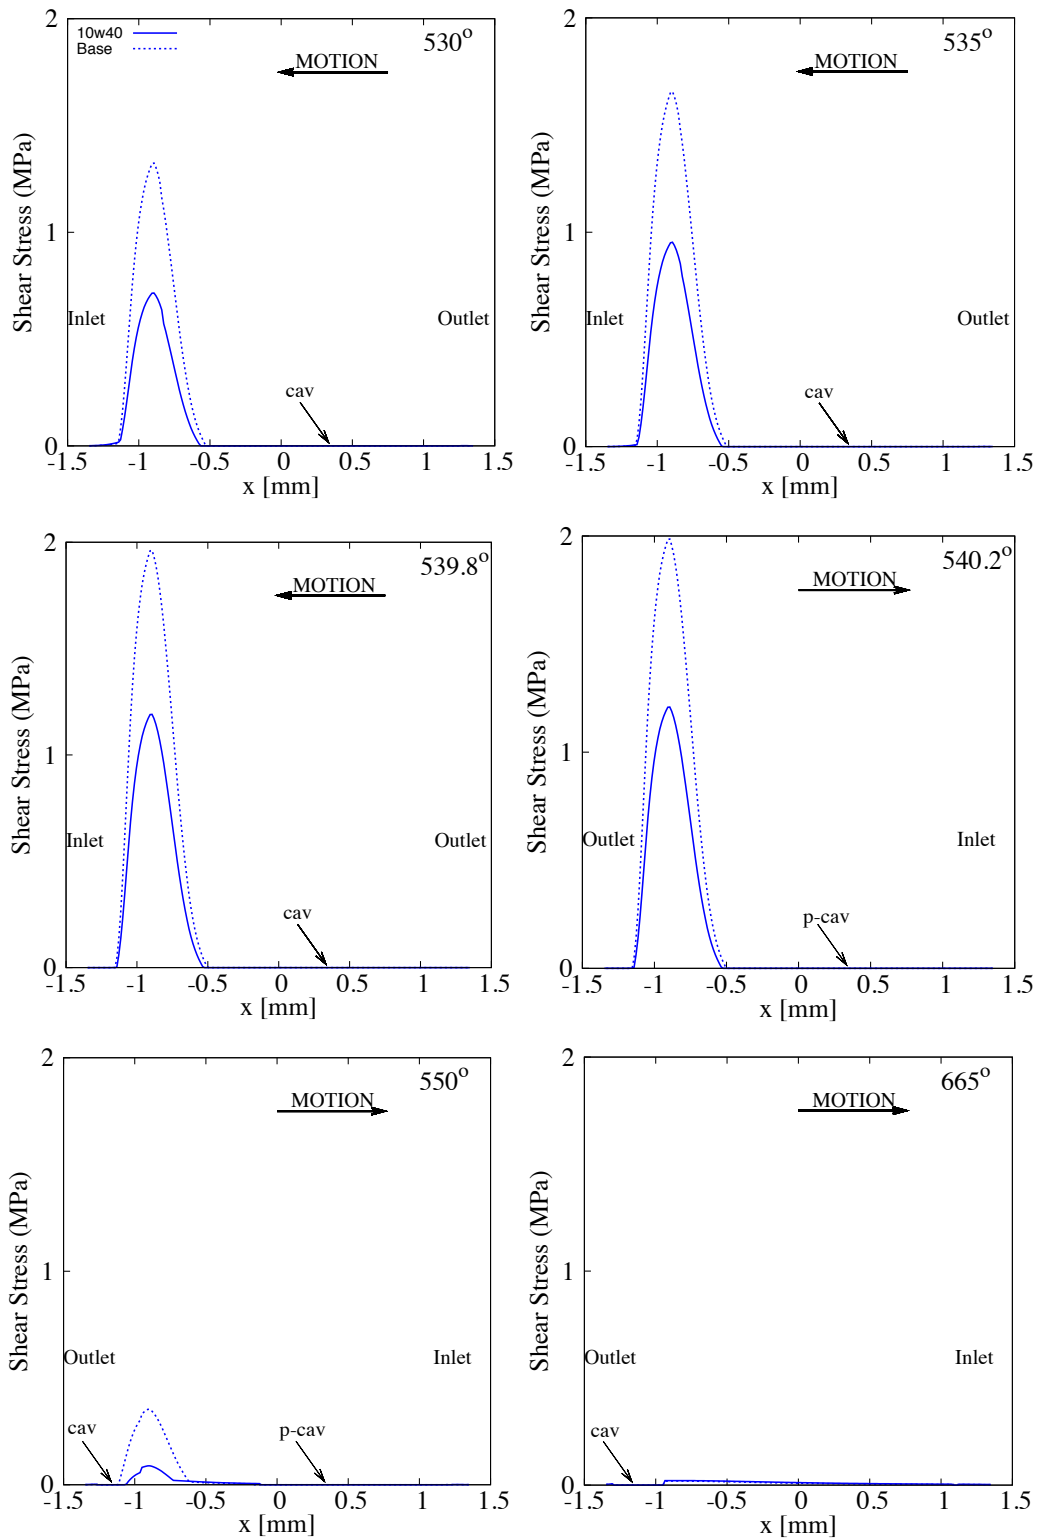 2
10w40
Base
530°
MOTION
Shear Stress (MPa)
1
Inlet
Outlet
cav
0
-1.5 -1 -0.5 0 0.5 1 1.5
x [mm]
2
535°
MOTION
Shear Stress (MPa)
1
Inlet
Outlet
cav
0
-1.5 -1 -0.5 0 0.5 1 1.5
x [mm]
2
539.8°
MOTION
Shear Stress (MPa)
1
Inlet
Outlet
cav
0
-1.5 -1 -0.5 0 0.5 1 1.5
x [mm]
2
540.2°
MOTION
Shear Stress (MPa)
1
Outlet
Inlet
p-cav
0
-1.5 -1 -0.5 0 0.5 1 1.5
x [mm]
2
550°
MOTION
Shear Stress (MPa)
1
Outlet
Inlet
cav
p-cav
0
-1.5 -1 -0.5 0 0.5 1 1.5
x [mm]
2
665°
MOTION
Shear Stress (MPa)
1
Outlet
Inlet
cav
0
-1.5 -1 -0.5 0 0.5 1 1.5
x [mm]